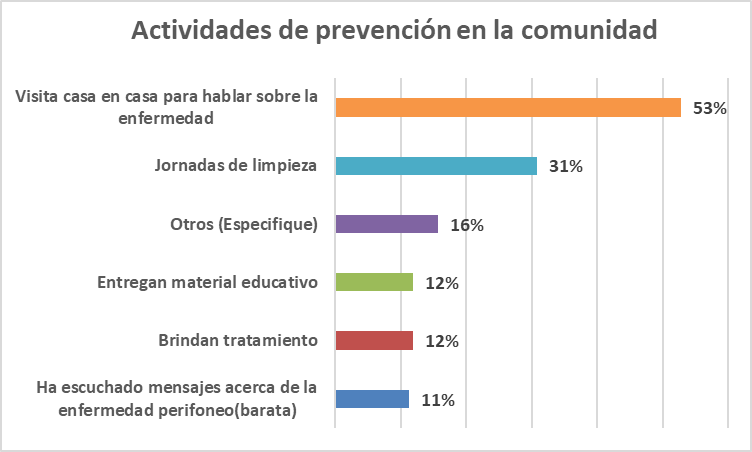 Actividades de prevención en la comunidad
Visita casa en casa para hablar sobre la
enfermedad
53%
Jornadas de limpieza
31%
Otros (Especifique)
16%
Entregan material educativo
12%
Brindan tratamiento
12%
Ha escuchado mensajes acerca de la
enfermedad perifoneo(barata)
11%